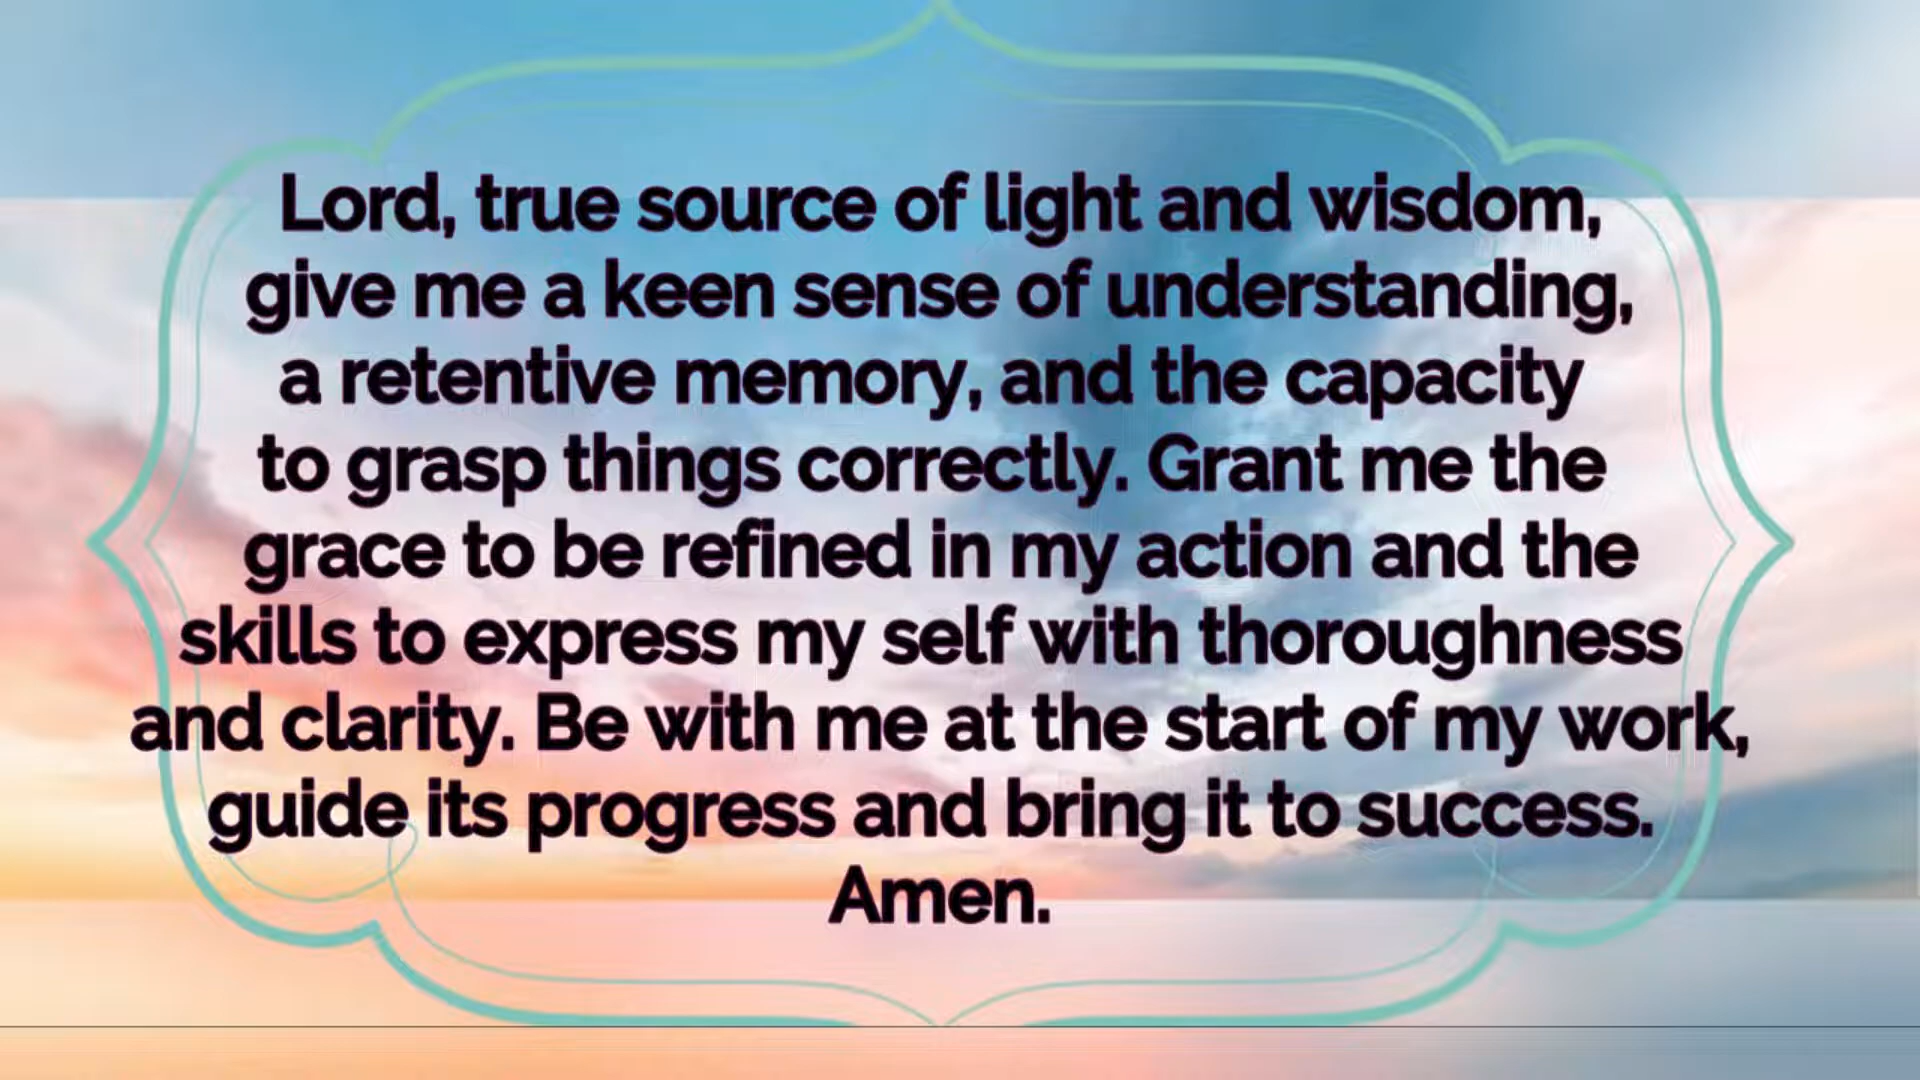 Lord, true source of light and wisdom,
give me a keen sense of understanding,
a retentive memory, and the capacity
to grasp things correctly. Grant me the
grace to be refined in my action and the
skills to express my self with thoroughness
and clarity. Be with me at the start of my work,
guide its progress and bring it to success.
Amen.